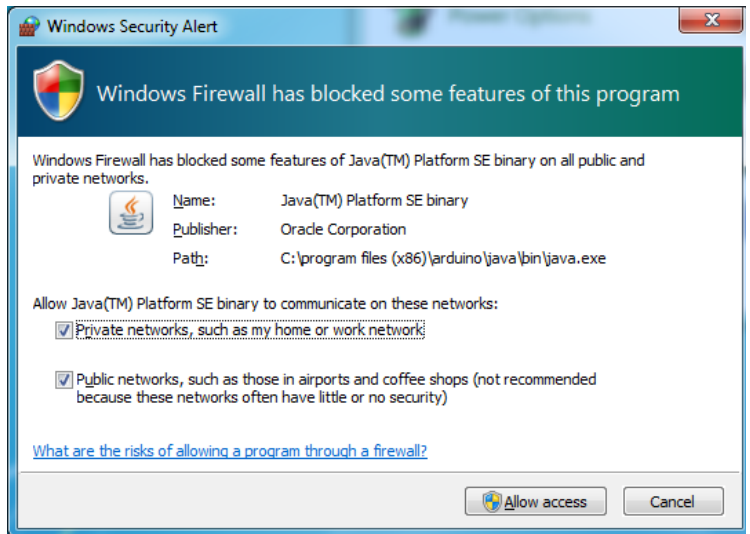 Windows Security Alert
Power Options
Windows Firewall has blocked some features of this program
Windows Firewall has blocked some features of Java(TM) Platform SE binary on all public and
private networks.
Name: Java(TM) Platform SE binary
Publisher: Oracle Corporation
Path: C:\program files (x86)\arduino\java\bin\java.exe
Allow Java(TM) Platform SE binary to communicate on these networks:
Private networks, such as my home or work network
Public networks, such as those in airports and coffee shops (not recommended
because these networks often have little or no security)
What are the risks of allowing a program through a firewall?
Allow access
Cancel